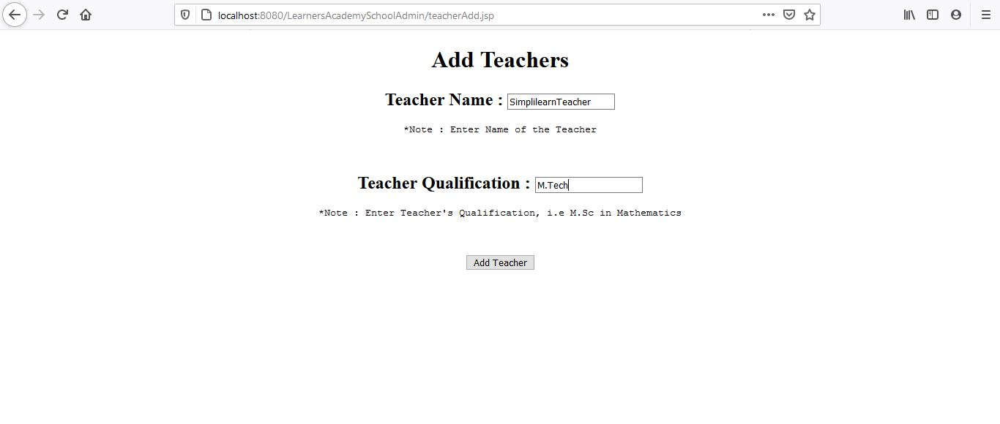 localhost:8080/LearnersAcademySchoolAdmin/teacherAdd.jsp
Add Teachers
Teacher Name : SimplilearnTeacher
*Note : Enter Name of the Teacher
Teacher Qualification : M.Tech
*Note : Enter Teacher's Qualification, i.e M.Sc in Mathematics
Add Teacher